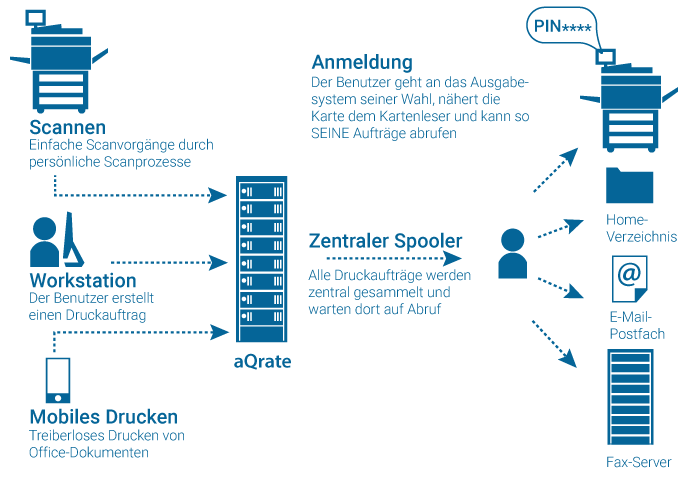 PIN****
Anmeldung
Der Benutzer geht an das Ausgabe-
system seiner Wahl, nähert die
Karte dem Kartenleser und kann so
SEINE Aufträge abrufen
Scannen
Einfache Scanvorgänge durch
persönliche Scanprozesse
Workstation
Der Benutzer erstellt
einen Druckauftrag
Mobiles Drucken
Treiberloses Drucken von
Office-Dokumenten
aQrate
Zentraler Spooler
Alle Druckaufträge werden
zentral gesammelt und
warten dort auf Abruf
Home-
Verzeichnis
@
E-Mail-
Postfach
Fax-Server